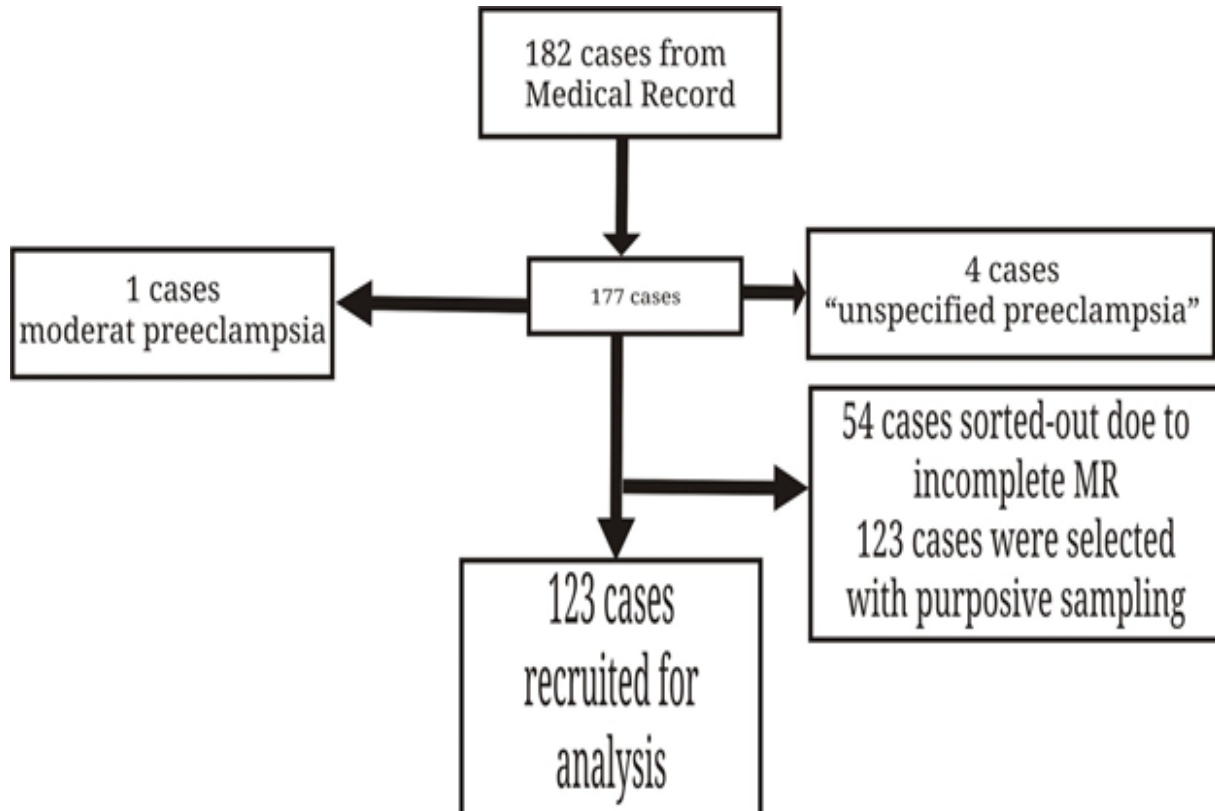 182 cases from
Medical Record
1 cases
moderat preeclampsia
177 cases
4 cases
“unspecified preeclampsia”
54 cases sorted-out doe to
incomplete MR
123 cases were selected
with purposive sampling
123 cases
recruited for
analysis